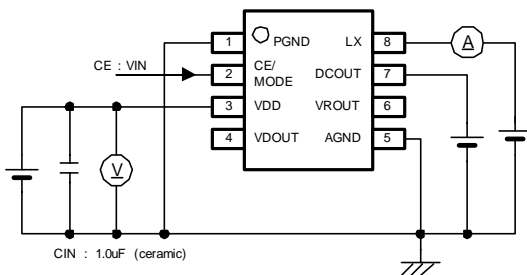 1 PGND LX 8
CE : VIN
2 CE/
MODE DCOUT 7
3 VDD VROUT 6
4 VDOUT AGND 5
A
V
CIN : 1.0uF (ceramic)